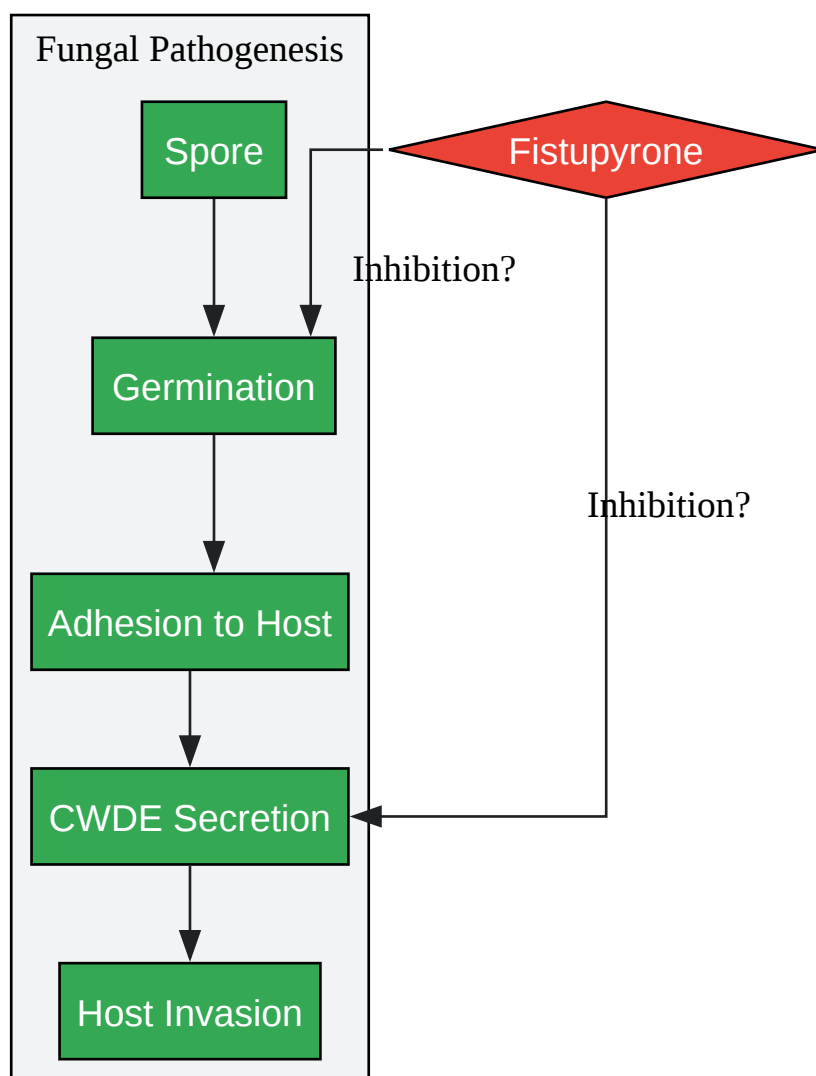 Fungal Pathogenesis
Spore
Fistupyrone
Inhibition?
Germination
Inhibition?
Adhesion to Host
CWDE Secretion
Host Invasion